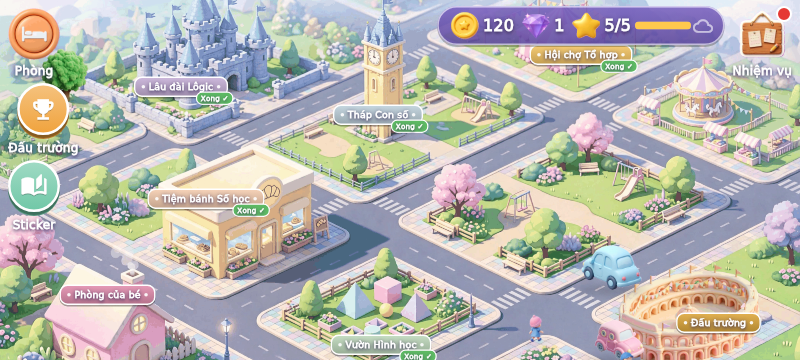 120
1
5/5
Phòng
• Hội chợ Tổ hợp •
Xong ✓
Nhiệm vụ
• Lâu đài Lôgic •
Xong ✓
• Tháp Con số •
Xong ✓
Đấu trường
• Tiệm bánh Số học •
Xong ✓
Sticker
• Phòng của bé •
• Đấu trường •
• Vườn Hình học •
Xong ✓